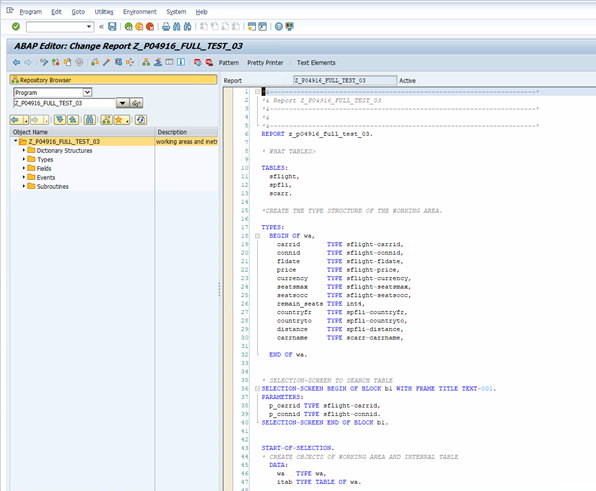 Program Edit Goto Utilities Environment System Help
ABAP Editor: Change Report Z_P04916_FULL_TEST_03
Pattern Pretty Printer Text Elements
Repository Browser
Program
Z_P04916_FULL_TEST_03
Object Name Description
Z_P04916_FULL_TEST_03 working areas and inetr
Dictionary Structures
Types
Fields
Events
Subroutines
Report Z_P04916_FULL_TEST_03 Active
1 *&---------------------------------------------------------------------*
2 *& Report Z_P04916_FULL_TEST_03
3 *&---------------------------------------------------------------------*
4 *&
5 *&---------------------------------------------------------------------*
6 REPORT z_p04916_full_test_03.
7
8 * WHAT TABLES>
9
10 TABLES:
11 sflight,
12 spfli,
13 scarr.
14
15 *CREATE THE TYPE STRUCTURE OF THE WORKING AREA.
16
17 TYPES:
18 BEGIN OF wa,
19 carrid TYPE sflight-carrid,
20 connid TYPE sflight-connid,
21 fldate TYPE sflight-fldate,
22 price TYPE sflight-price,
23 currency TYPE sflight-currency,
24 seatsmax TYPE sflight-seatsmax,
25 seatsocc TYPE sflight-seatsocc,
26 remain_seats TYPE int4,
27 countryfr TYPE spfli-countryfr,
28 countryto TYPE spfli-countryto,
29 distance TYPE spfli-distance,
30 carrname TYPE scarr-carrname,
31
32 END OF wa.
33
34
35 * SELECTION-SCREEN TO SEARCH TABLE
36 SELECTION-SCREEN BEGIN OF BLOCK b1 WITH FRAME TITLE TEXT-001.
37 PARAMETERS:
38 p_carrid TYPE sflight-carrid,
39 p_connid TYPE sflight-connid.
40 SELECTION-SCREEN END OF BLOCK b1.
41
42
43 START-OF-SELECTION.
44 * CREATE OBJECTS OF WORKING AREA AND INTERNAL TABLE
45 DATA:
46 wa TYPE wa,
47 itab TYPE TABLE OF wa.